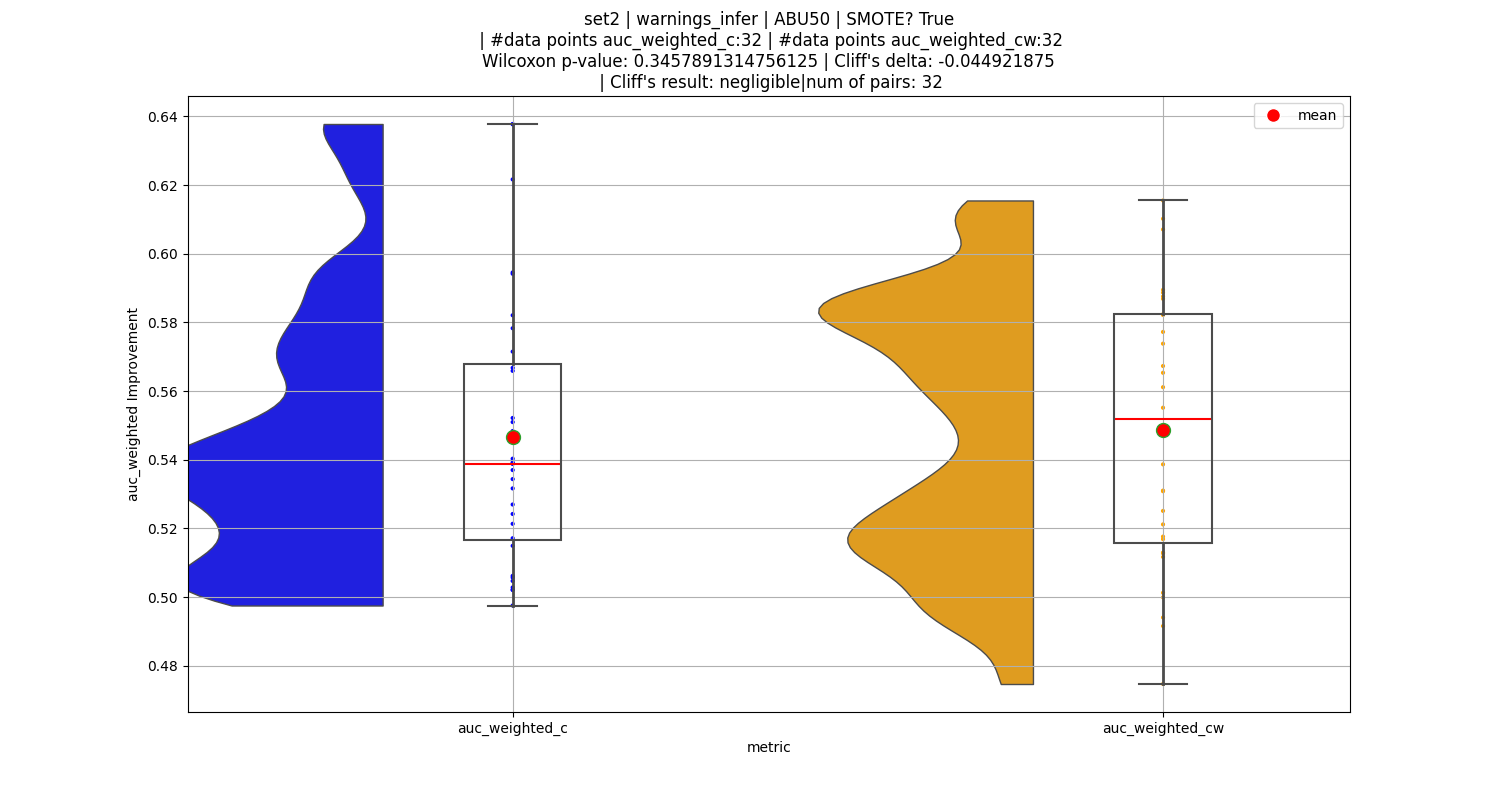 set2 | warnings_infer | ABU50 | SMOTE? True
| #data points auc_weighted_c:32 | #data points auc_weighted_cw:32
Wilcoxon p-value: 0.3457891314756125 | Cliff's delta: -0.044921875
| Cliff's result: negligible|num of pairs: 32
mean
0.64
0.62
0.60
0.58
0.56
0.54
0.52
0.50
0.48
auc_weighted Improvement
auc_weighted_c
auc_weighted_cw
metric